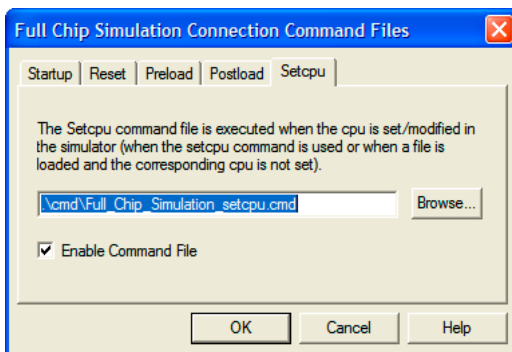 Full Chip Simulation Connection Command Files
Startup Reset Preload Postload Setcpu
The Setcpu command file is executed when the cpu is set/modified in
the simulator (when the setcpu command is used or when a file is
loaded and the corresponding cpu is not set).
.\cmd\Full_Chip_Simulation_setcpu.cmd Browse...
Enable Command File
OK Cancel Help